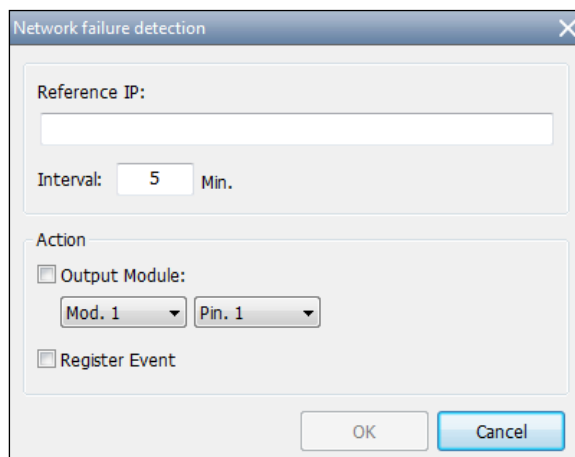 Network failure detection
Reference IP:
Interval: 5 Min.
Action
Output Module:
Mod. 1 Pin. 1
Register Event
OK Cancel